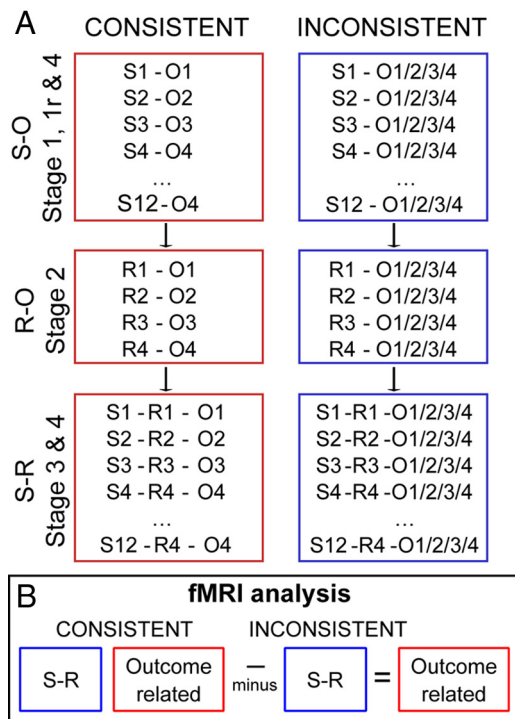 A
CONSISTENT
INCONSISTENT
S-O
Stage 1, 1r & 4
S1 - O1
S2 - O2
S3 - O3
S4 - O4
...
S12 - O4
S1 - O1/2/3/4
S2 - O1/2/3/4
S3 - O1/2/3/4
S4 - O1/2/3/4
...
S12 - O1/2/3/4
R-O
Stage 2
R1 - O1
R2 - O2
R3 - O3
R4 - O4
R1 - O1/2/3/4
R2 - O1/2/3/4
R3 - O1/2/3/4
R4 - O1/2/3/4
S-R
Stage 3 & 4
S1 -R1 - O1
S2 -R2 - O2
S3 -R3 - O3
S4 -R4 - O4
...
S12 -R4 - O4
S1 -R1-O1/2/3/4
S2-R2- O1/2/3/4
S3-R3- O1/2/3/4
S4-R4- O1/2/3/4
...
S12 -R4 -O1/2/3/4
B
fMRI analysis
CONSISTENT
INCONSISTENT
S-R
Outcome
related
–
minus
S-R
=
Outcome
related